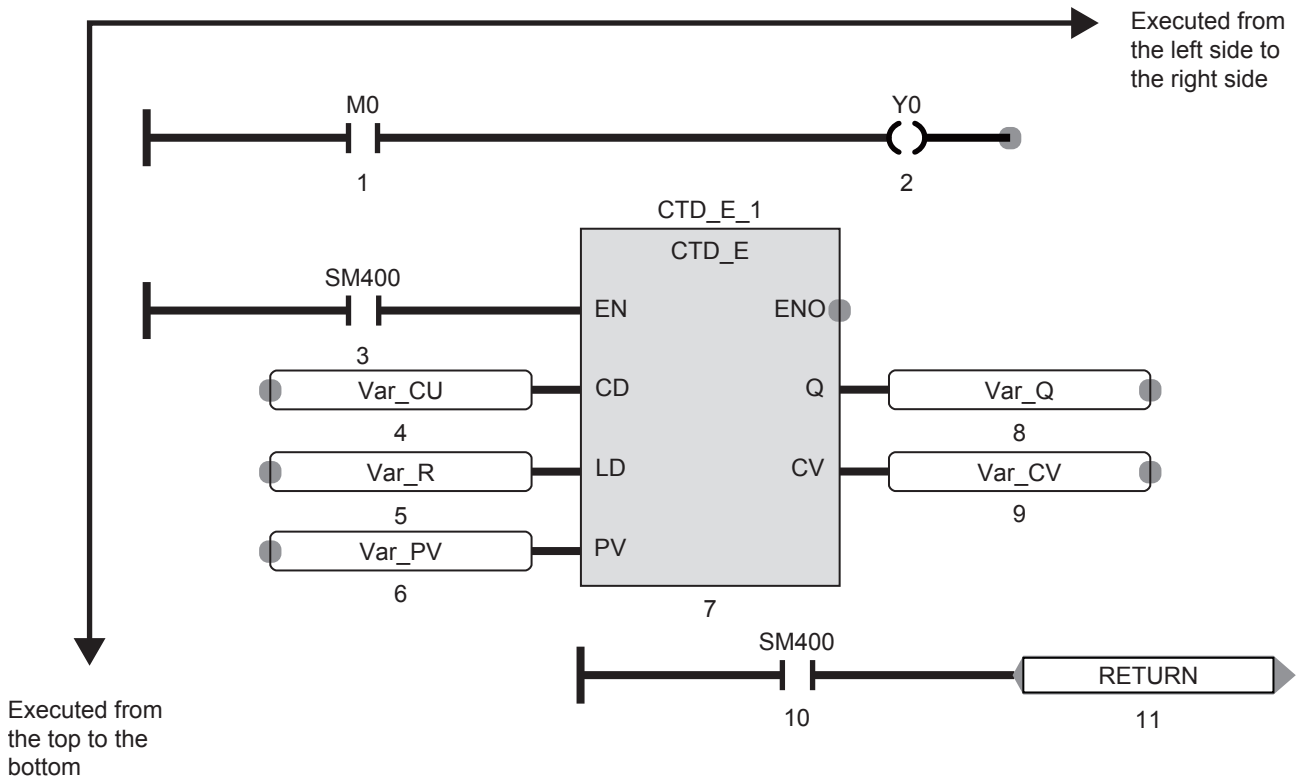 Executed from
the left side to
the right side
M0
Y0
1
2
CTD_E_1
CTD_E
SM400
EN
ENO
3
Var_CU
CD
Q
Var_Q
4
8
Var_R
LD
CV
Var_CV
5
9
Var_PV
PV
6
7
SM400
RETURN
10
11
Executed from
the top to the
bottom